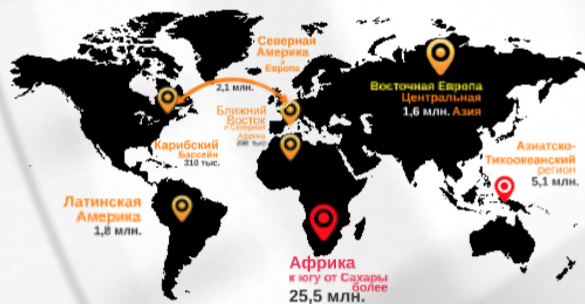 Северная
Америка
и
Европа
2,1 млн.
Восточная Европа
Центральная
1,6 млн. Азия
Ближний
Восток
и Северная
Африка
тыс.
Карибский
Бассейн
310 тыс.
Азиатско-
Тихоокеанский
регион
5,1 млн.
Латинская
Америка
1,8 млн.
Африка
к югу от Сахары
более
25,5 млн.